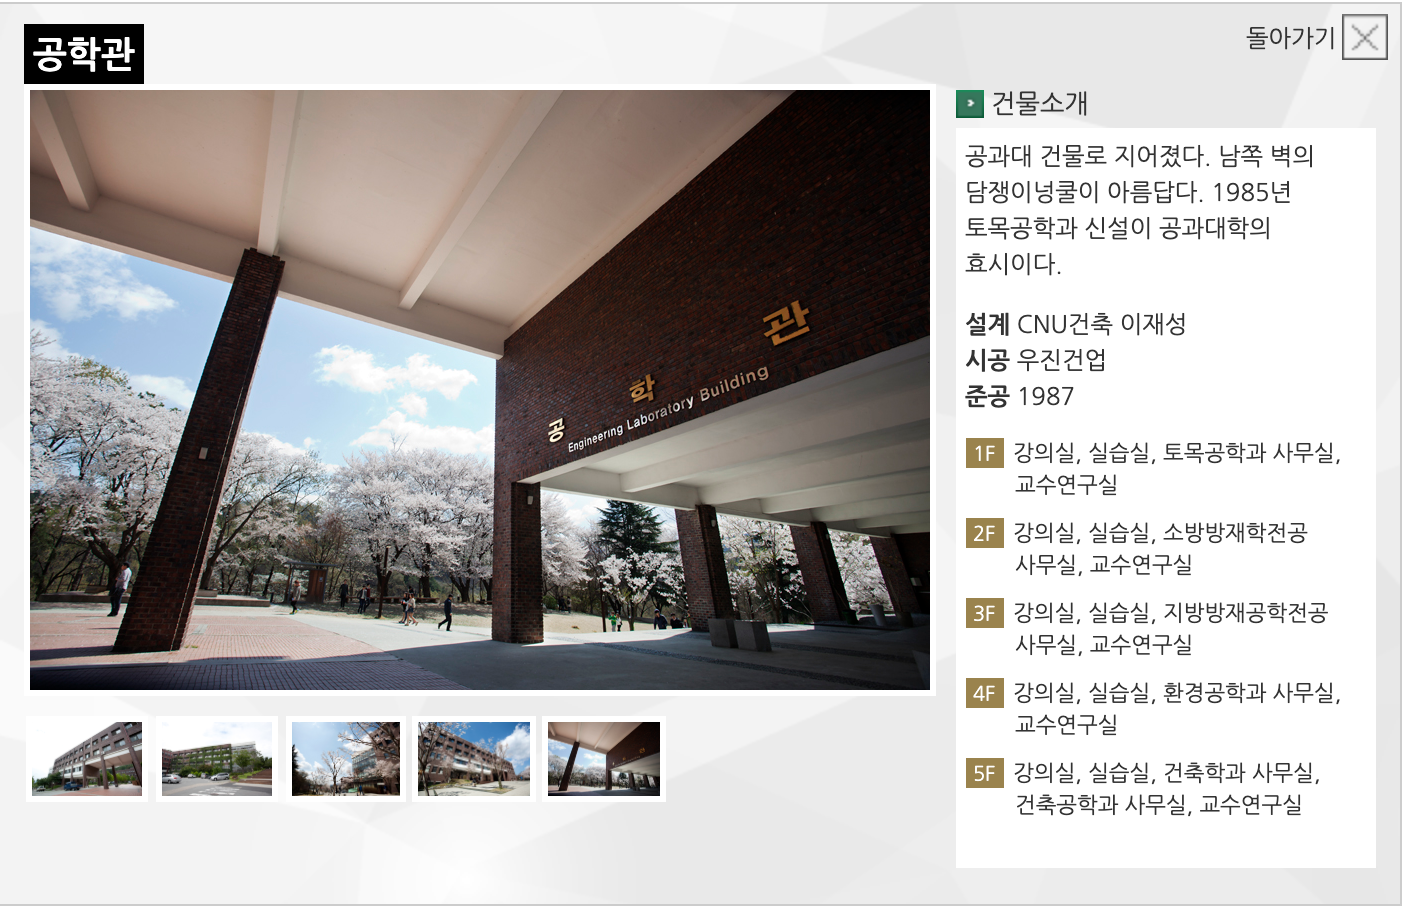 공학관
돌아가기
공 학 관
Engineering Laboratory Building
건물소개
공과대 건물로 지어졌다. 남쪽 벽의
담쟁이넝쿨이 아름답다. 1985년
토목공학과 신설이 공과대학의
효시이다.
설계 CNU건축 이재성
시공 우진건업
준공 1987
1F 강의실, 실습실, 토목공학과 사무실,
교수연구실
2F 강의실, 실습실, 소방방재학전공
사무실, 교수연구실
3F 강의실, 실습실, 지방방재공학전공
사무실, 교수연구실
4F 강의실, 실습실, 환경공학과 사무실,
교수연구실
5F 강의실, 실습실, 건축학과 사무실,
건축공학과 사무실, 교수연구실